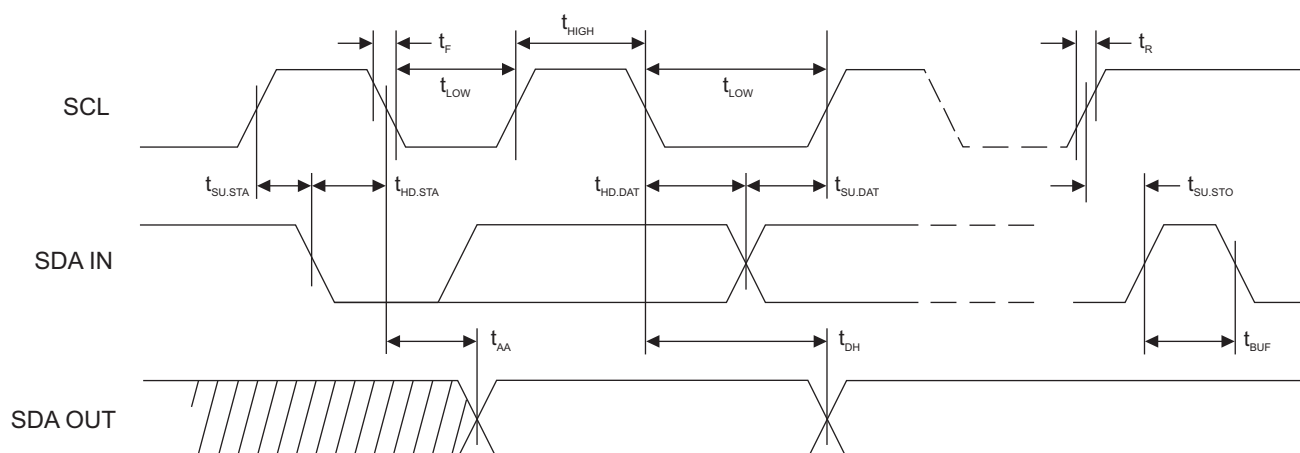 t_HIGH
t_F
t_R
t_LOW
t_LOW
SCL
t_SU.STA
t_HD.STA
t_HD.DAT
t_SU.DAT
t_SU.STO
SDA IN
t_AA
t_DH
t_BUF
SDA OUT